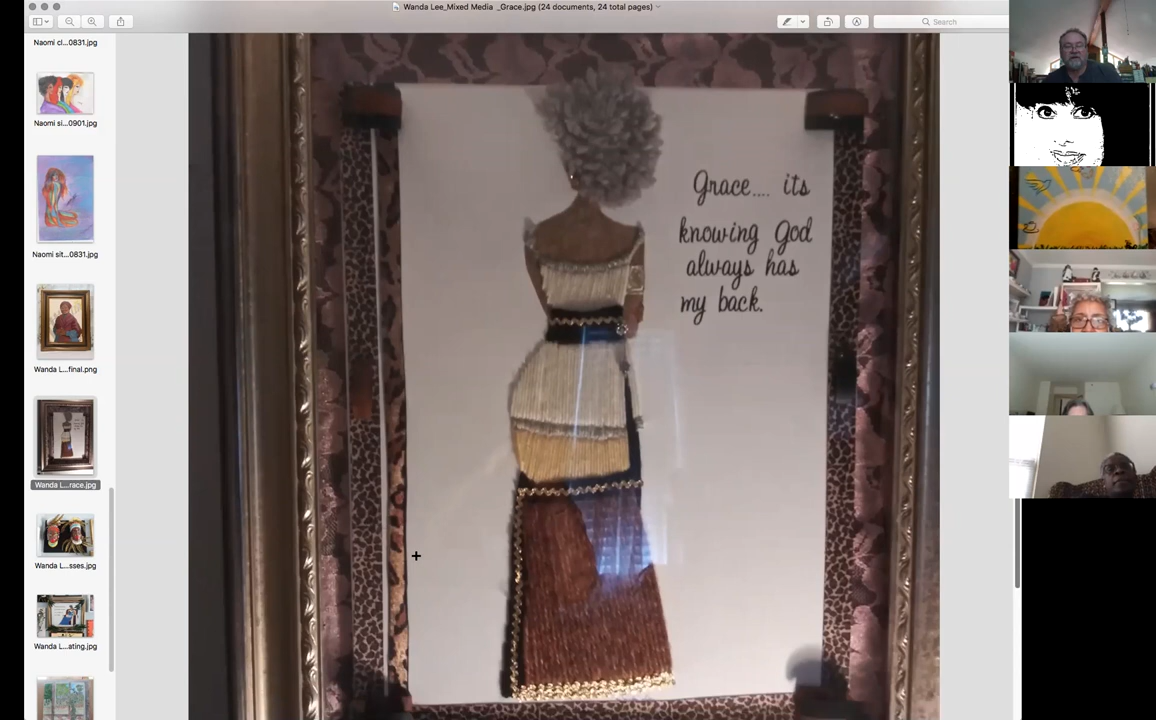 Wanda Lee_Mixed Media _Grace.jpg (24 documents, 24 total pages)
Search
Naomi cl...0831.jpg
Naomi si...0901.jpg
Naomi sit...0831.jpg
Wanda L...final.png
Wanda L...race.jpg
Wanda L...sses.jpg
Wanda L...ating.jpg
Grace.... its
knowing God
always has
my back.